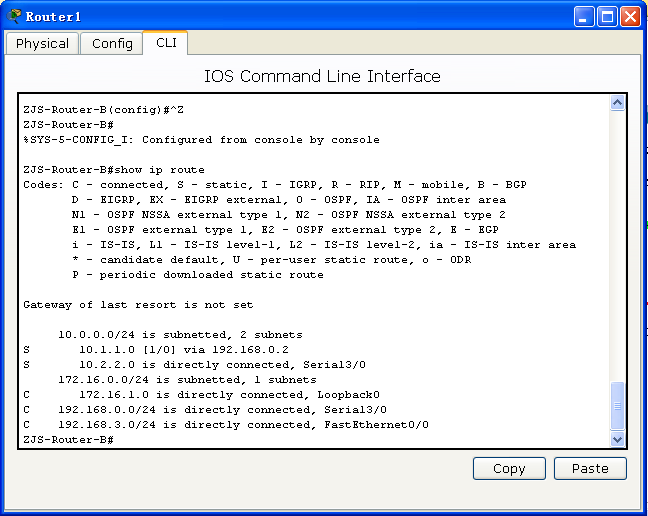 Router1
Physical Config CLI
IOS Command Line Interface
ZJS-Router-B(config)#^Z
ZJS-Router-B#
%SYS-5-CONFIG_I: Configured from console by console
ZJS-Router-B#show ip route
Codes: C - connected, S - static, I - IGRP, R - RIP, M - mobile, B - BGP
D - EIGRP, EX - EIGRP external, O - OSPF, IA - OSPF inter area
N1 - OSPF NSSA external type 1, N2 - OSPF NSSA external type 2
E1 - OSPF external type 1, E2 - OSPF external type 2, E - EGP
i - IS-IS, L1 - IS-IS level-1, L2 - IS-IS level-2, ia - IS-IS inter area
* - candidate default, U - per-user static route, o - ODR
P - periodic downloaded static route
Gateway of last resort is not set
10.0.0.0/24 is subnetted, 2 subnets
S 10.1.1.0 [1/0] via 192.168.0.2
S 10.2.2.0 is directly connected, Serial3/0
172.16.0.0/24 is subnetted, 1 subnets
C 172.16.1.0 is directly connected, Loopback0
C 192.168.0.0/24 is directly connected, Serial3/0
C 192.168.3.0/24 is directly connected, FastEthernet0/0
ZJS-Router-B#
Copy Paste